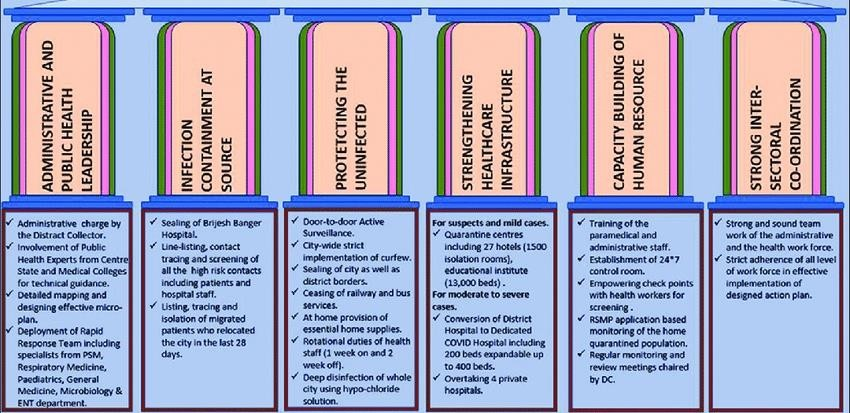 ADMINISTRATIVE AND
PUBLIC HEALTH
LEADERSHIP
INFECTION
CONTAINMENT AT
SOURCE
PROTETCTING THE
UNINFECTED
STRENGTHENING
HEALTHCARE
INFRASTRUCTURE
CAPACITY BUILDING OF
HUMAN RESOURCE
STRONG INTER-
SECTORAL
CO-ORDINATION
✓ Administrative charge by
the Distract Collector.
✓ Involvement of Public
Health Experts from Centre
State and Medical Colleges
for technical guidance.
✓ Detailed mapping and
designing effective micro-
plan.
✓ Deployment of Rapid
Response Team including
specialists from PSM,
Respiratory Medicine,
Paediatrics, General
Medicine, Microbiology &
ENT department.
✓ Sealing of Brijesh Banger
Hospital.
✓ Line-listing, contact
tracing and screening of
all the high risk contacts
including patients and
hospital staff.
✓ Listing, tracing and
isolation of migrated
patients who relocated
the city in the last 28
days.
✓ Door-to-door Active
Surveillance.
✓ City-wide strict
implementation of curfew.
✓ Sealing of city as well as
district borders.
✓ Ceasing of railway and bus
services.
✓ At home provision of
essential home supplies.
✓ Rotational duties of health
staff (1 week on and 2
week off).
✓ Deep disinfection of whole
city using hypo-chloride
solution.
For suspects and mild cases.
✓ Quarantine centres
including 27 hotels (1500
isolation rooms),
educational institute
(13,000 beds) .
For moderate to severe
cases.
✓ Conversion of District
Hospital to Dedicated
COVID Hospital including
200 beds expandable up
to 400 beds.
✓ Overtaking 4 private
hospitals.
✓ Training of the
paramedical and
administrative staff.
✓ Establishment of 24*7
control room.
✓ Empowering check points
with health workers for
screening .
✓ RSMP application based
monitoring of the home
quarantined population.
✓ Regular monitoring and
review meetings chaired
by DC.
✓ Strong and sound team
work of the administrative
and the health work force.
✓ Strict adherence of all level
of work force in effective
implementation of
designed action plan.